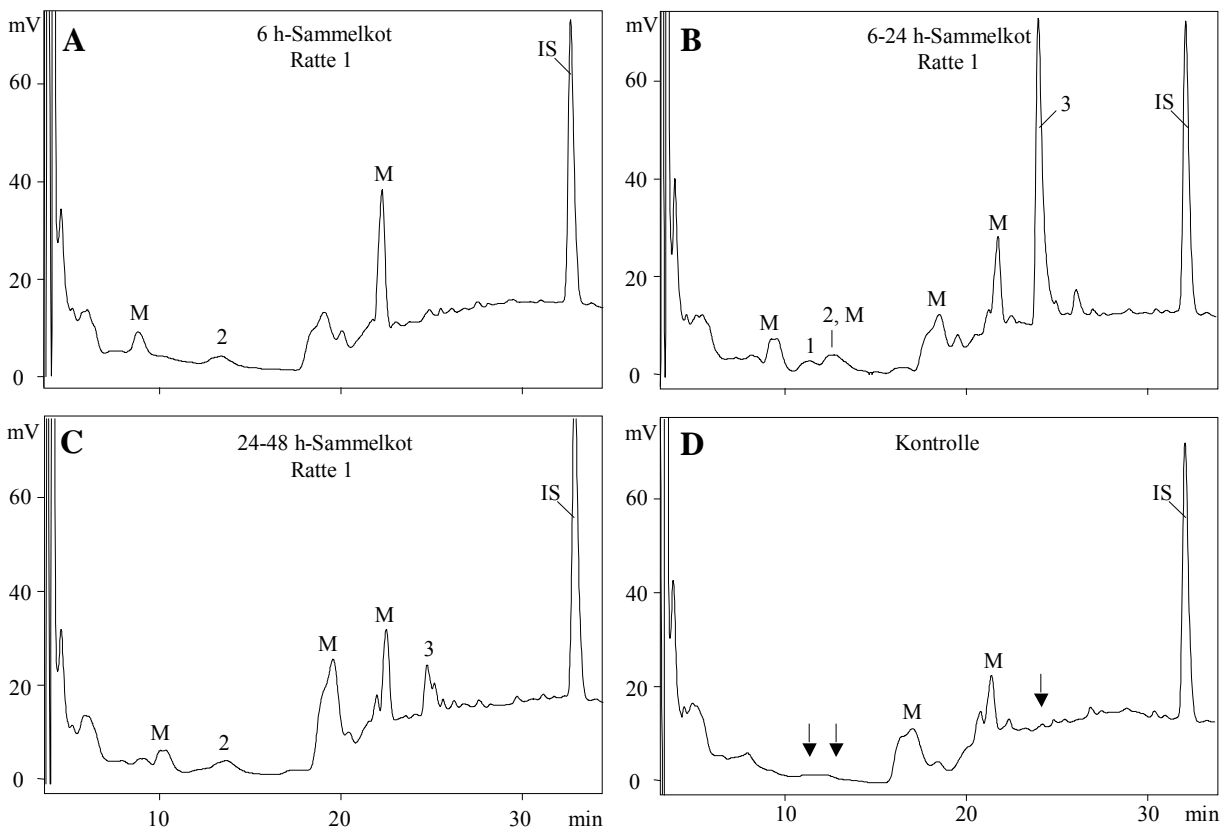 mV
A
6 h-Sammelkot
Ratte 1
IS
60
M
40
20
M
2
0
mV
B
6-24 h-Sammelkot
Ratte 1
3
IS
60
40
M
20
M
M
2, M
1
0
mV
C
24-48 h-Sammelkot
Ratte 1
IS
60
40
M
M
3
20
M
2
0
10
20
30
min
mV
D
Kontrolle
IS
60
40
M
20
M
0
10
20
30
min